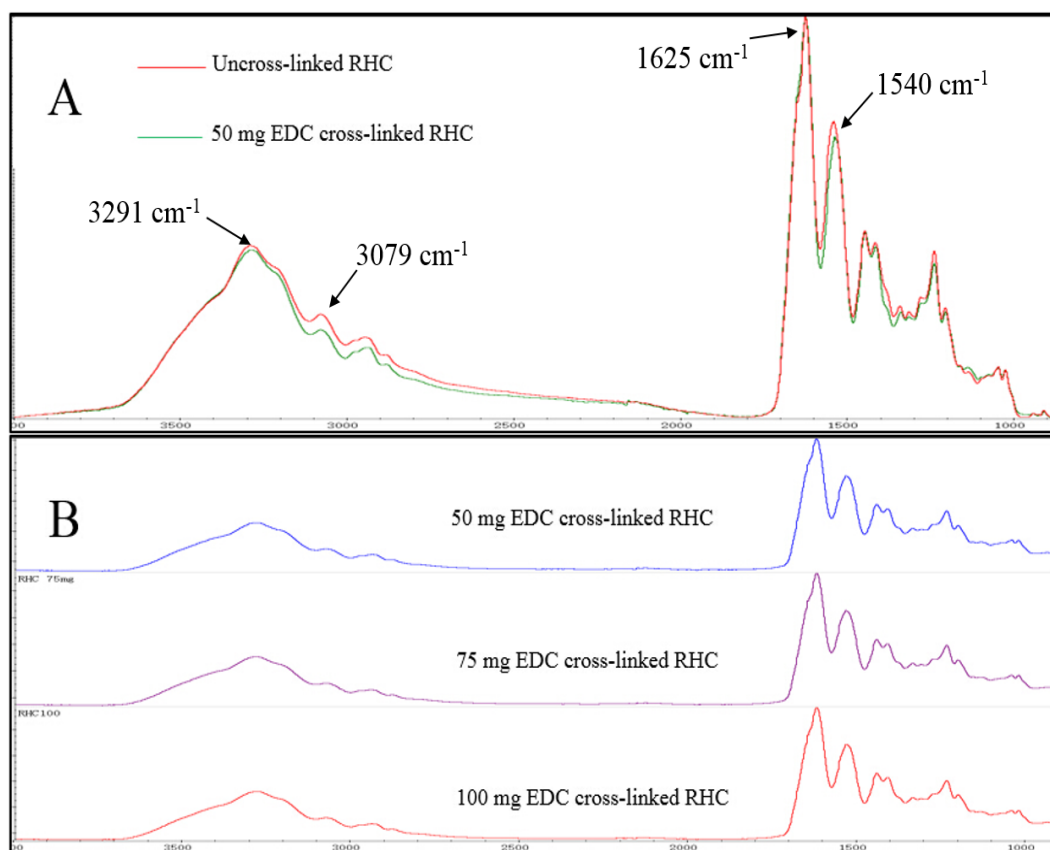 A
Uncross-linked RHC
50 mg EDC cross-linked RHC
1625 cm-1
1540 cm-1
3291 cm-1
3079 cm-1
00 3500 3000 2500 2000 1500 1000
B
50 mg EDC cross-linked RHC
RHC 75mg
75 mg EDC cross-linked RHC
RHC100
100 mg EDC cross-linked RHC
3500 3000 2500 2000 1500 1000